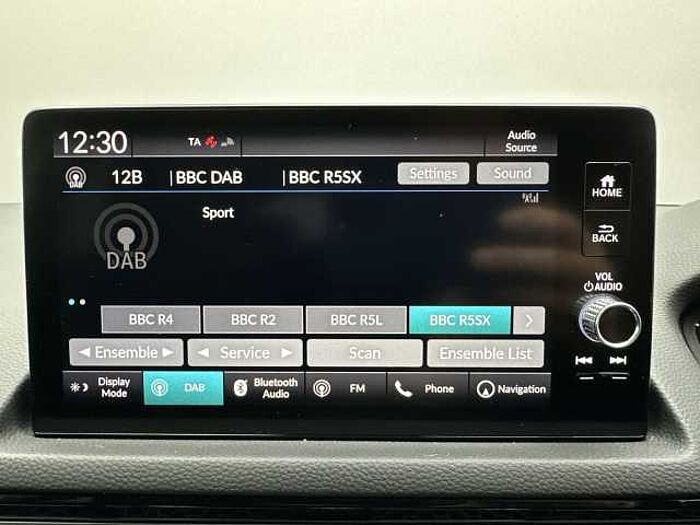 12:30 TA Audio Source
DAB 12B | BBC DAB | BBC R5SX Settings Sound
Sport
DAB
BBC R4 BBC R2 BBC R5L BBC R5SX >
◄ Ensemble ► ◄ Service ► Scan Ensemble List
Display Mode DAB Bluetooth Audio FM Phone Navigation
HOME
BACK
VOL
AUDIO